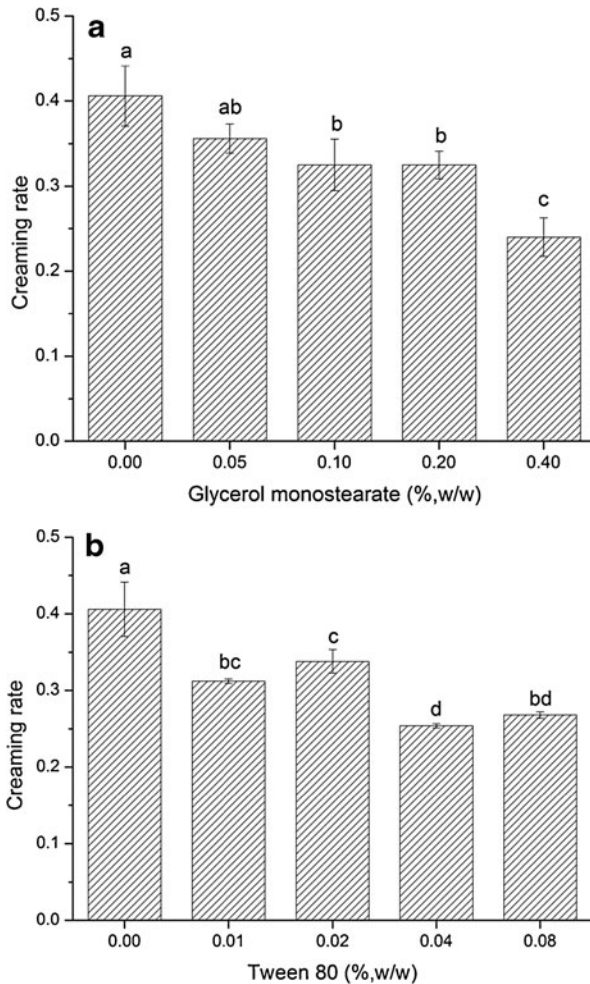 a
0.5
0.4
0.3
0.2
0.1
0.0
Creaming rate
a
ab
b
b
c
0.00
0.05
0.10
0.20
0.40
Glycerol monostearate (%,w/w)
b
0.5
0.4
0.3
0.2
0.1
0.0
Creaming rate
a
bc
c
d
bd
0.00
0.01
0.02
0.04
0.08
Tween 80 (%,w/w)